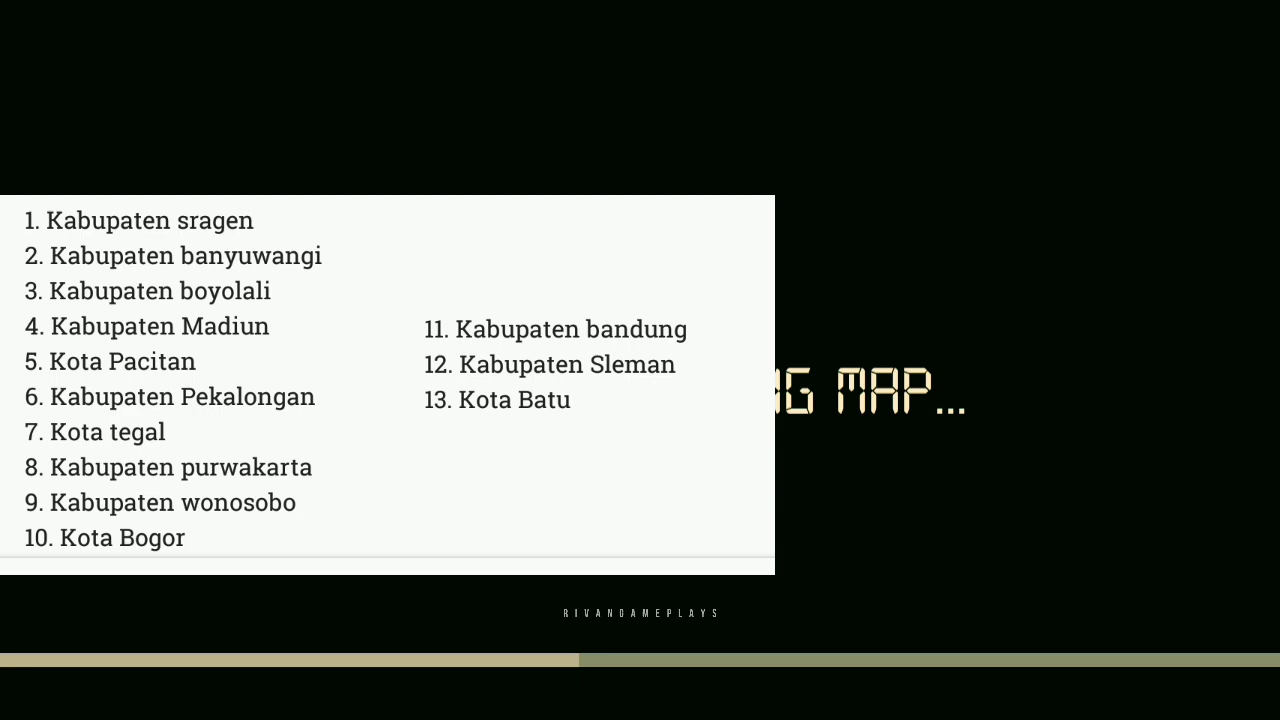 1. Kabupaten sragen
2. Kabupaten banyuwangi
3. Kabupaten boyolali
4. Kabupaten Madiun
5. Kota Pacitan
6. Kabupaten Pekalongan
7. Kota tegal
8. Kabupaten purwakarta
9. Kabupaten wonosobo
10. Kota Bogor
11. Kabupaten bandung
12. Kabupaten Sleman
13. Kota Batu
MAP...
RIVANGAMEPLAYS